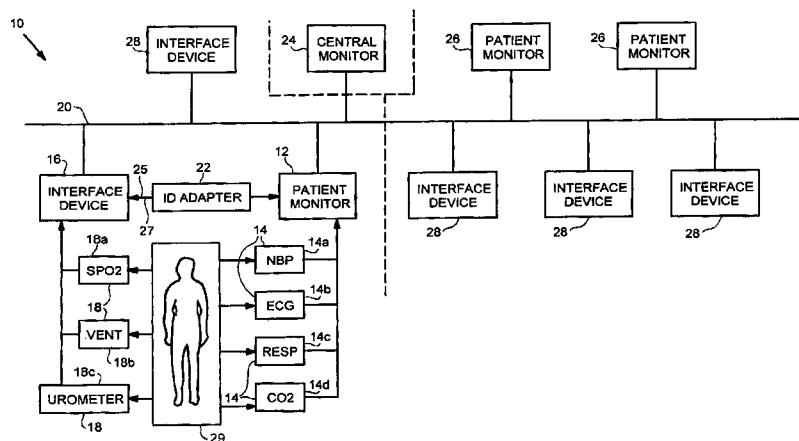 10
28
INTERFACE
DEVICE
24
CENTRAL
MONITOR
26
PATIENT
MONITOR
26
PATIENT
MONITOR
20
16
INTERFACE
DEVICE
25
27
22
ID ADAPTER
12
PATIENT
MONITOR
INTERFACE
DEVICE
28
INTERFACE
DEVICE
28
INTERFACE
DEVICE
28
18a
SPO2
18
VENT
18b
18c
UROMETER
18
29
14
NBP
14a
ECG
14b
RESP
14c
14
CO2
14d